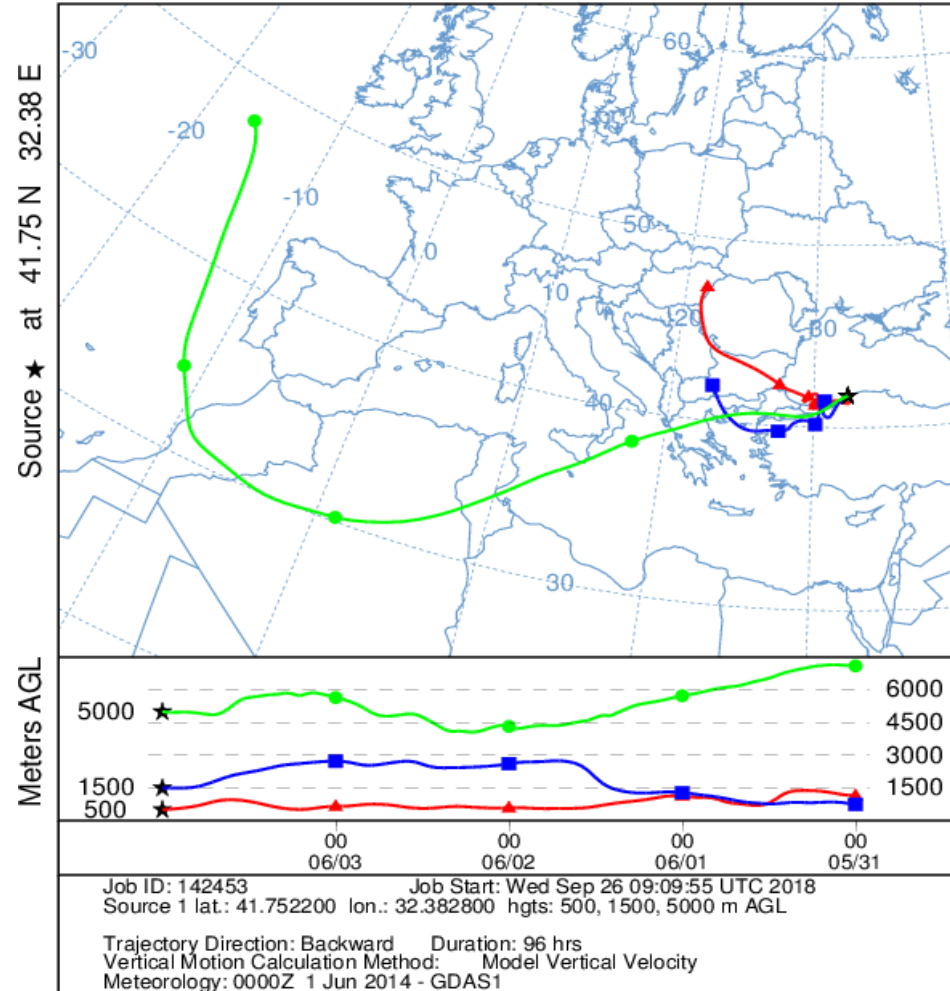 Source ★ at 41.75 N 32.38 E
-30
60
-20
-10
50
0
10
20
30
40
30
Meters AGL
6000
5000
4500
3000
1500
1500
500
00 00 00 00
06/03 06/02 06/01 05/31
Job ID: 142453 Job Start: Wed Sep 26 09:09:55 UTC 2018
Source 1 lat.: 41.752200 lon.: 32.382800 hgts: 500, 1500, 5000 m AGL
Trajectory Direction: Backward Duration: 96 hrs
Vertical Motion Calculation Method: Model Vertical Velocity
Meteorology: 0000Z 1 Jun 2014 - GDAS1